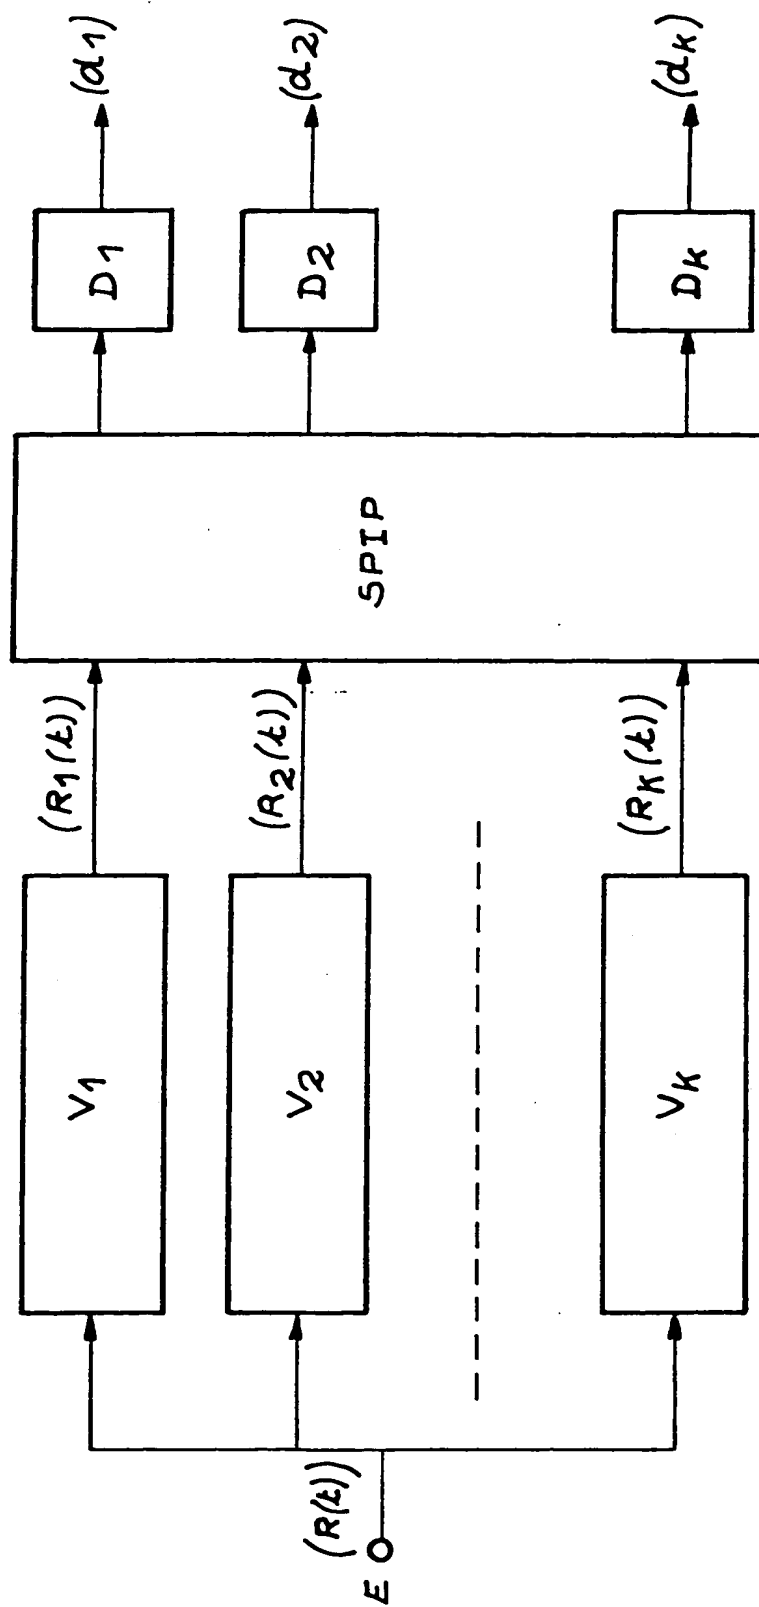 E
(R(t))
V1
(R1(t))
D1
(d1)
V2
(R2(t))
SPIP
D2
(d2)
VK
(RK(t))
DK
(dK)